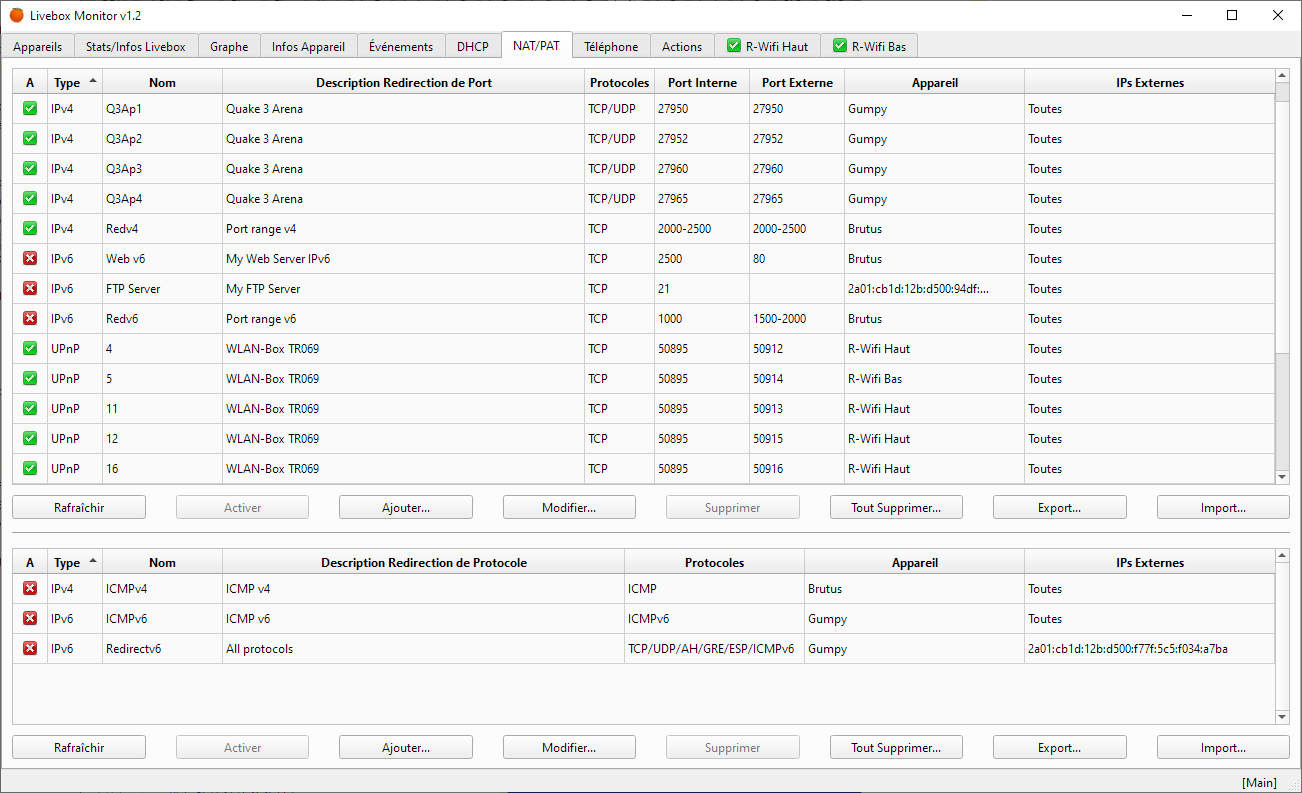 Livebox Monitor v1.2
Appareils Stats/Infos Livebox Graphe Infos Appareil Événements DHCP NAT/PAT Téléphone Actions R-Wifi Haut R-Wifi Bas
A Type Nom Description Redirection de Port Protocoles Port Interne Port Externe Appareil IPs Externes
IPv4 Q3Ap1 Quake 3 Arena TCP/UDP 27950 27950 Gumpy Toutes
IPv4 Q3Ap2 Quake 3 Arena TCP/UDP 27952 27952 Gumpy Toutes
IPv4 Q3Ap3 Quake 3 Arena TCP/UDP 27960 27960 Gumpy Toutes
IPv4 Q3Ap4 Quake 3 Arena TCP/UDP 27965 27965 Gumpy Toutes
IPv4 Redv4 Port range v4 TCP 2000-2500 2000-2500 Brutus Toutes
IPv6 Web v6 My Web Server IPv6 TCP 2500 80 Brutus Toutes
IPv6 FTP Server My FTP Server TCP 21 2a01:cb1d:12b:d500:94df:... Toutes
IPv6 Redv6 Port range v6 TCP 1000 1500-2000 Brutus Toutes
UPnP 4 WLAN-Box TR069 TCP 50895 50912 R-Wifi Haut Toutes
UPnP 5 WLAN-Box TR069 TCP 50895 50914 R-Wifi Bas Toutes
UPnP 11 WLAN-Box TR069 TCP 50895 50913 R-Wifi Haut Toutes
UPnP 12 WLAN-Box TR069 TCP 50895 50915 R-Wifi Haut Toutes
UPnP 16 WLAN-Box TR069 TCP 50895 50916 R-Wifi Haut Toutes
Rafraîchir Activer Ajouter... Modifier... Supprimer Tout Supprimer... Export... Import...
A Type Nom Description Redirection de Protocole Protocoles Appareil IPs Externes
IPv4 ICMPv4 ICMP v4 ICMP Brutus Toutes
IPv6 ICMPv6 ICMP v6 ICMPv6 Gumpy Toutes
IPv6 Redirectv6 All protocols TCP/UDP/AH/GRE/ESP/ICMPv6 Gumpy 2a01:cb1d:12b:d500:f77f:5c5:f034:a7ba
Rafraîchir Activer Ajouter... Modifier... Supprimer Tout Supprimer... Export... Import...
[Main]